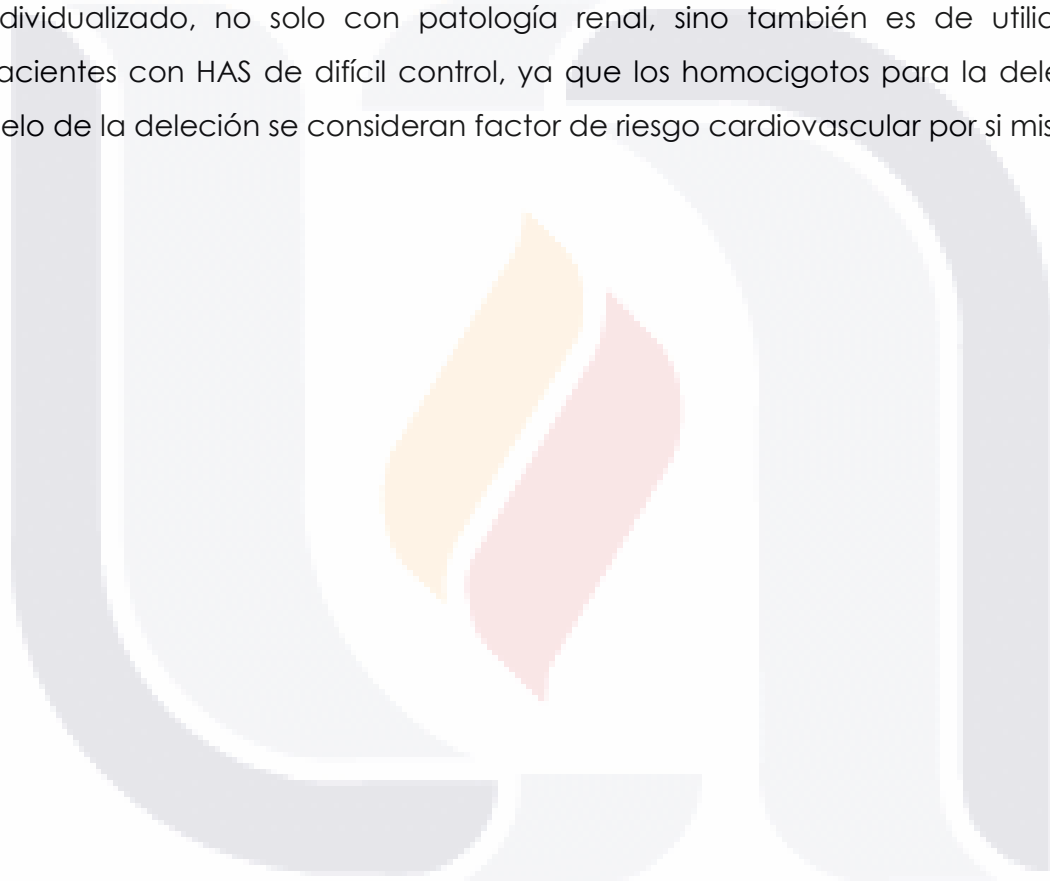 dividualizado, no solo con patología renal, sino también es de utilid
acientes con HAS de difícil control, ya que los homocigotos para la dele
elo de la deleción se consideran factor de riesgo cardiovascular por si mis